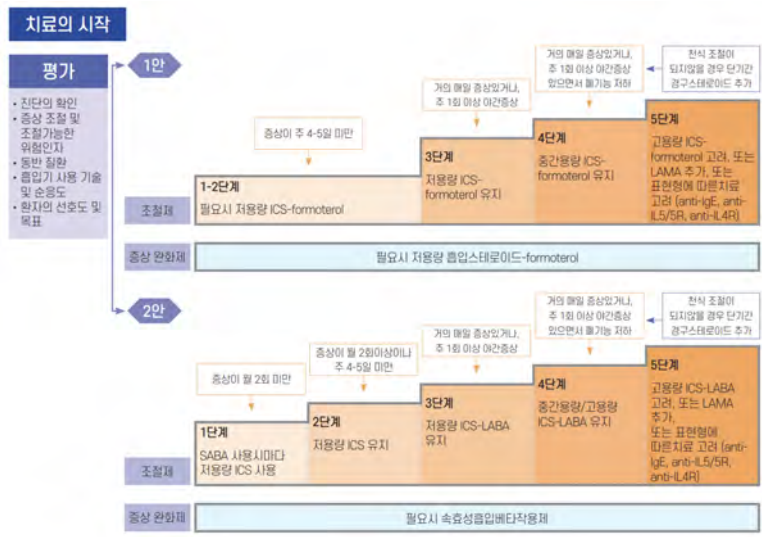 치료의 시작
평가
• 진단의 확인
• 증상 조절 및
조절가능한
위험인자
• 동반 질환
• 흡입기 사용 기술
및 순응도
• 환자의 선호도 및
목표
1안
증상이 주 4-5일 미만
거의 매일 증상있거나,
주 1회 이상 야간증상
거의 매일 증상있거나,
주 1회 이상 야간증상
있으면서 폐기능 저하
천식 조절이
되지않을 경우 단기간
경구스테로이드 추가
조절제
1-2단계
필요시 저용량 ICS-formoterol
3단계
저용량 ICS-
formoterol 유지
4단계
중간용량 ICS-
formoterol 유지
5단계
고용량 ICS-
formoterol 고려, 또는
LAMA 추가, 또는
표현형에 따른치료
고려 (anti-IgE, anti-
IL5/5R, anti-IL4R)
증상 완화제
필요시 저용량 흡입스테로이드-formoterol
2안
증상이 월 2회 미만
증상이 월 2회이상이나
주 4-5일 미만
거의 매일 증상있거나,
주 1회 이상 야간증상
거의 매일 증상있거나,
주 1회 이상 야간증상
있으면서 폐기능 저하
천식 조절이
되지않을 경우 단기간
경구스테로이드 추가
조절제
1단계
SABA 사용시마다
저용량 ICS 사용
2단계
저용량 ICS 유지
3단계
저용량 ICS-LABA
유지
4단계
중간용량/고용량
ICS-LABA 유지
5단계
고용량 ICS-LABA
고려, 또는 LAMA
추가,
또는 표현형에
따른치료 고려 (anti-
IgE, anti-IL5/5R,
anti-IL4R)
증상 완화제
필요시 속효성흡입베타작용제